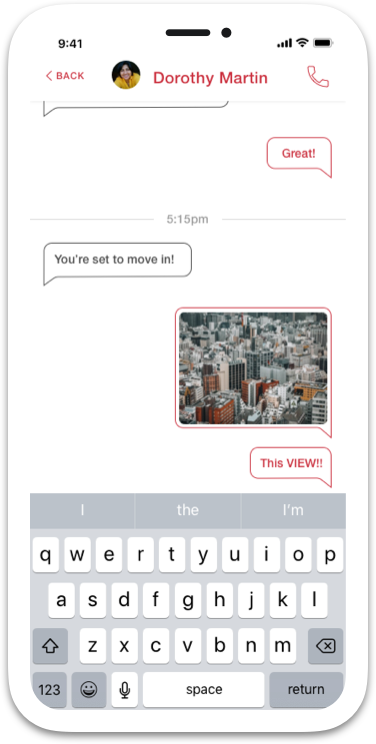 9:41
BACK
Dorothy Martin
Great!
5:15pm
You're set to move in!
This VIEW!!
I the I'm
q w e r t y u i o p
a s d f g h j k l
z x c v b n m
123 space return